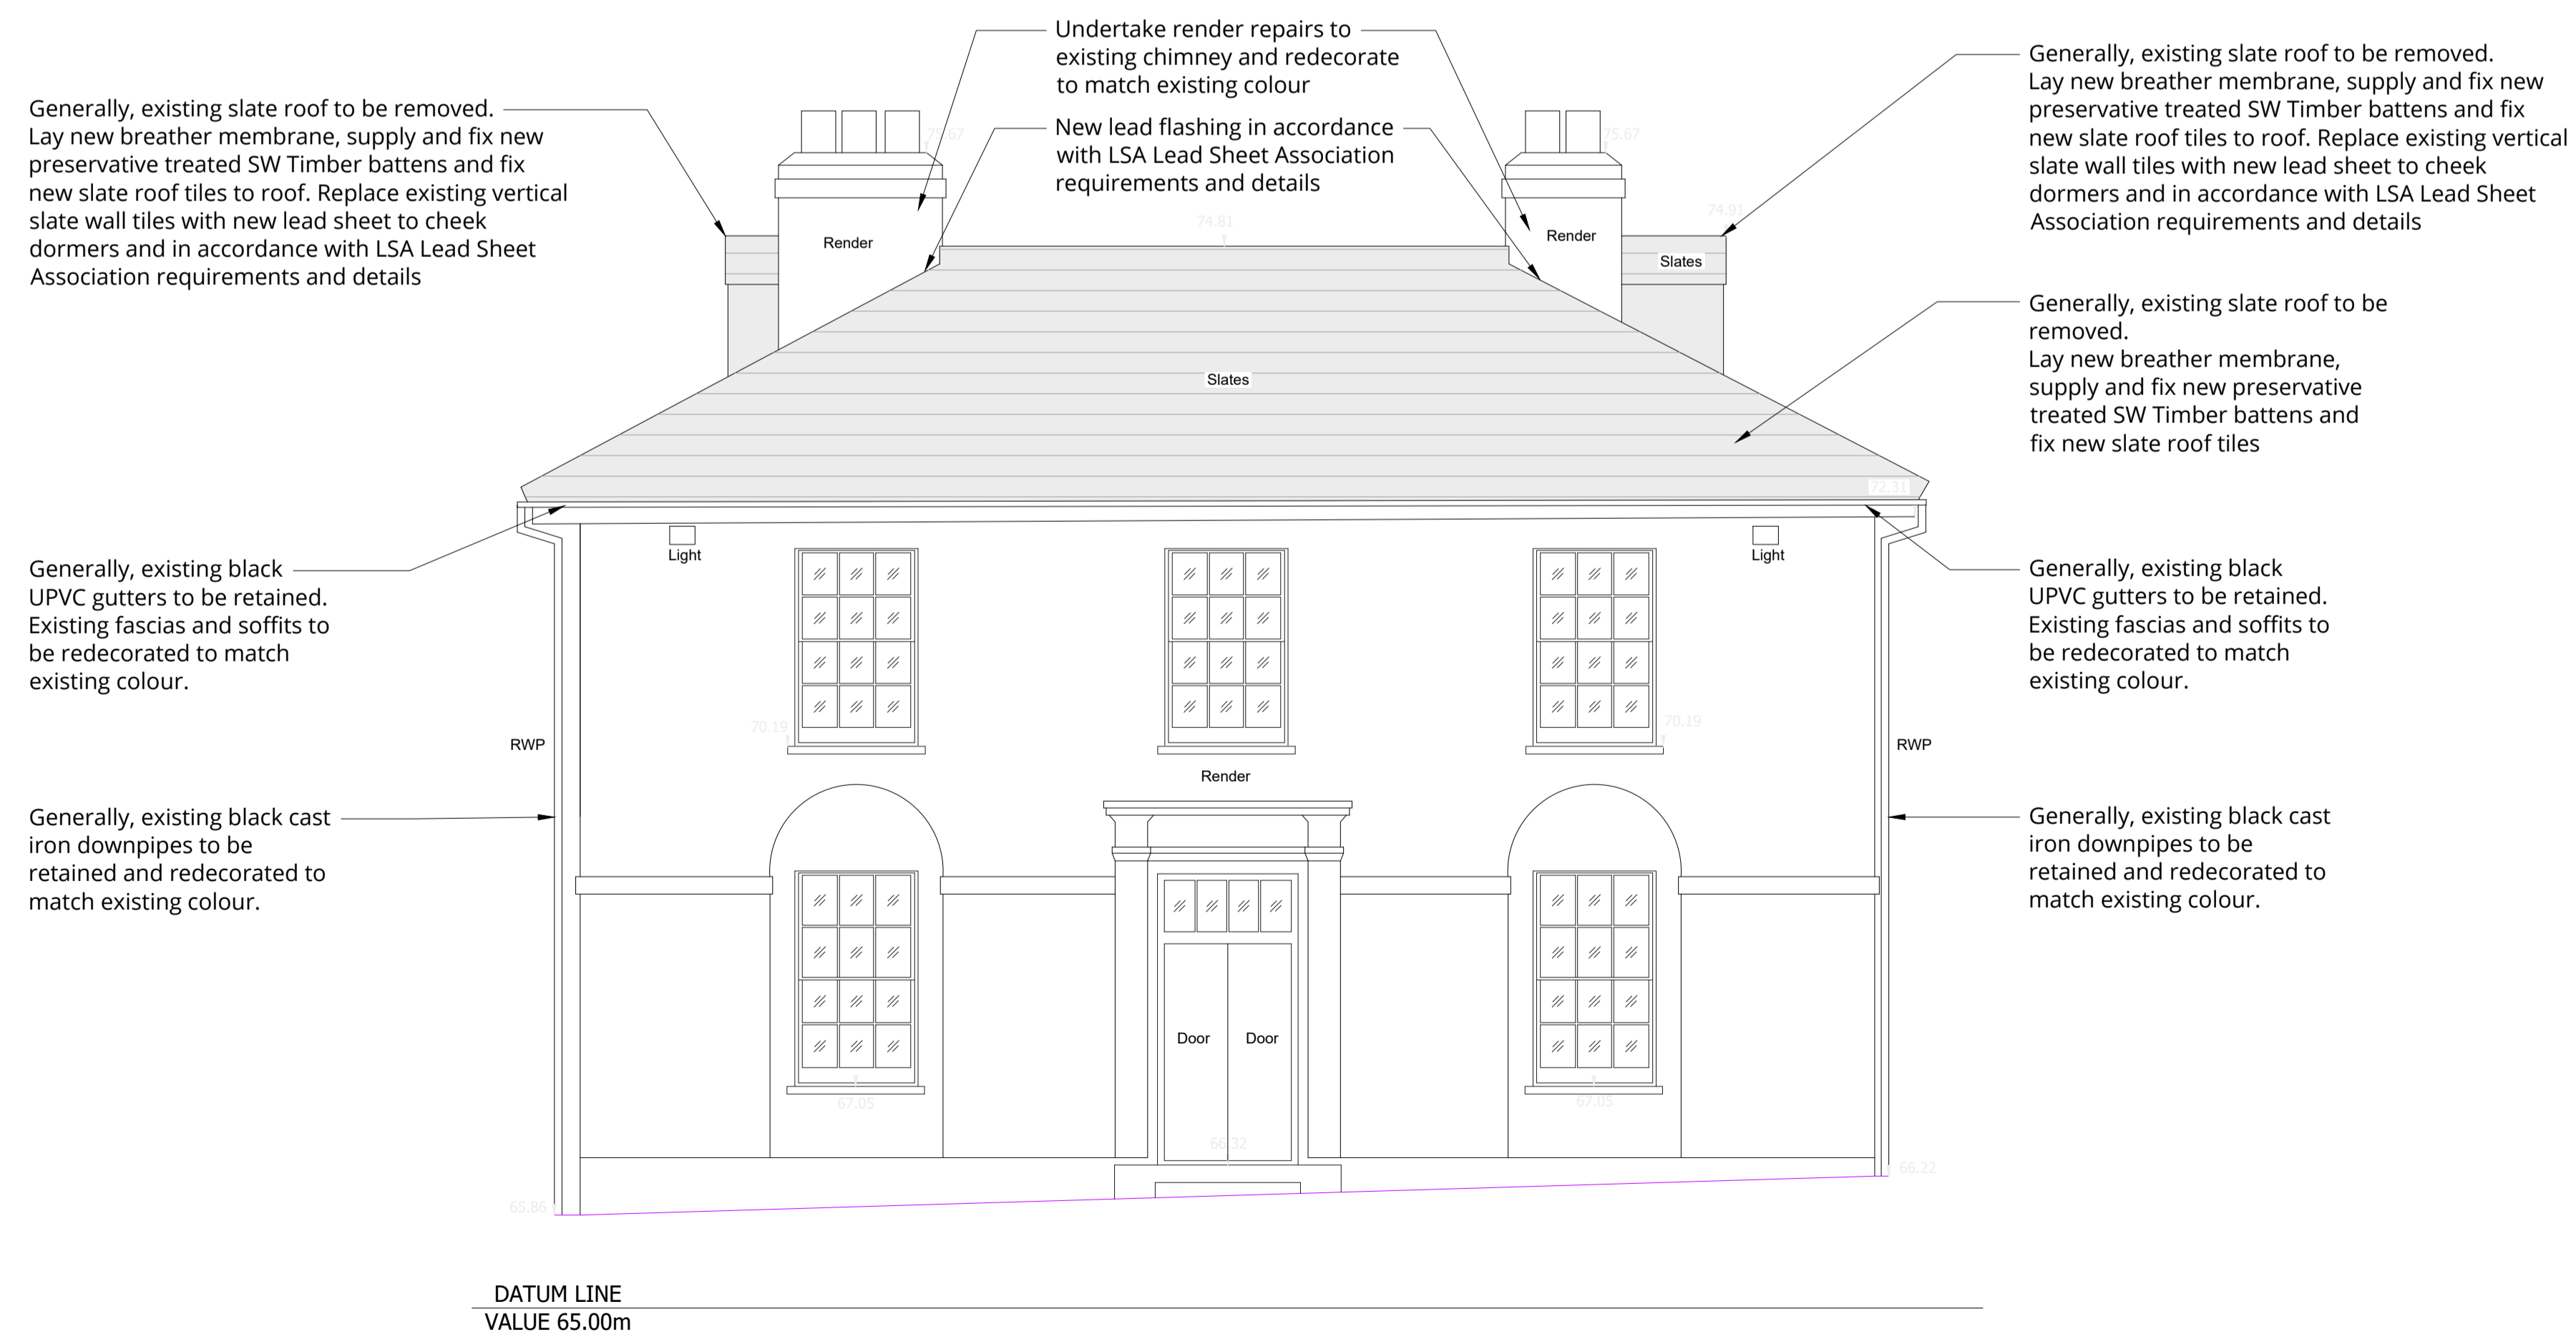 Undertake render repairs to
existing chimney and redecorate
to match existing colour
New lead flashing in accordance
with LSA Lead Sheet Association
requirements and details
Generally, existing slate roof to be removed.
Lay new breather membrane, supply and fix new
preservative treated SW Timber battens and fix
new slate roof tiles to roof. Replace existing vertical
slate wall tiles with new lead sheet to cheek
dormers and in accordance with LSA Lead Sheet
Association requirements and details
Generally, existing slate roof to be removed.
Lay new breather membrane, supply and fix new
preservative treated SW Timber battens and fix
new slate roof tiles to roof. Replace existing vertical
slate wall tiles with new lead sheet to cheek
dormers and in accordance with LSA Lead Sheet
Association requirements and details
75.67
75.67
74.81
74.91
Render
Render
Slates
Generally, existing slate roof to be
removed.
Lay new breather membrane,
supply and fix new preservative
treated SW Timber battens and
fix new slate roof tiles
Slates
72.31
Light
Light
Generally, existing black
UPVC gutters to be retained.
Existing fascias and soffits to
be redecorated to match
existing colour.
Generally, existing black
UPVC gutters to be retained.
Existing fascias and soffits to
be redecorated to match
existing colour.
70.19
70.19
RWP
RWP
Render
Generally, existing black cast
iron downpipes to be
retained and redecorated to
match existing colour.
Generally, existing black cast
iron downpipes to be
retained and redecorated to
match existing colour.
Door
Door
67.05
67.05
66.32
66.22
65.86
DATUM LINE
VALUE 65.00m